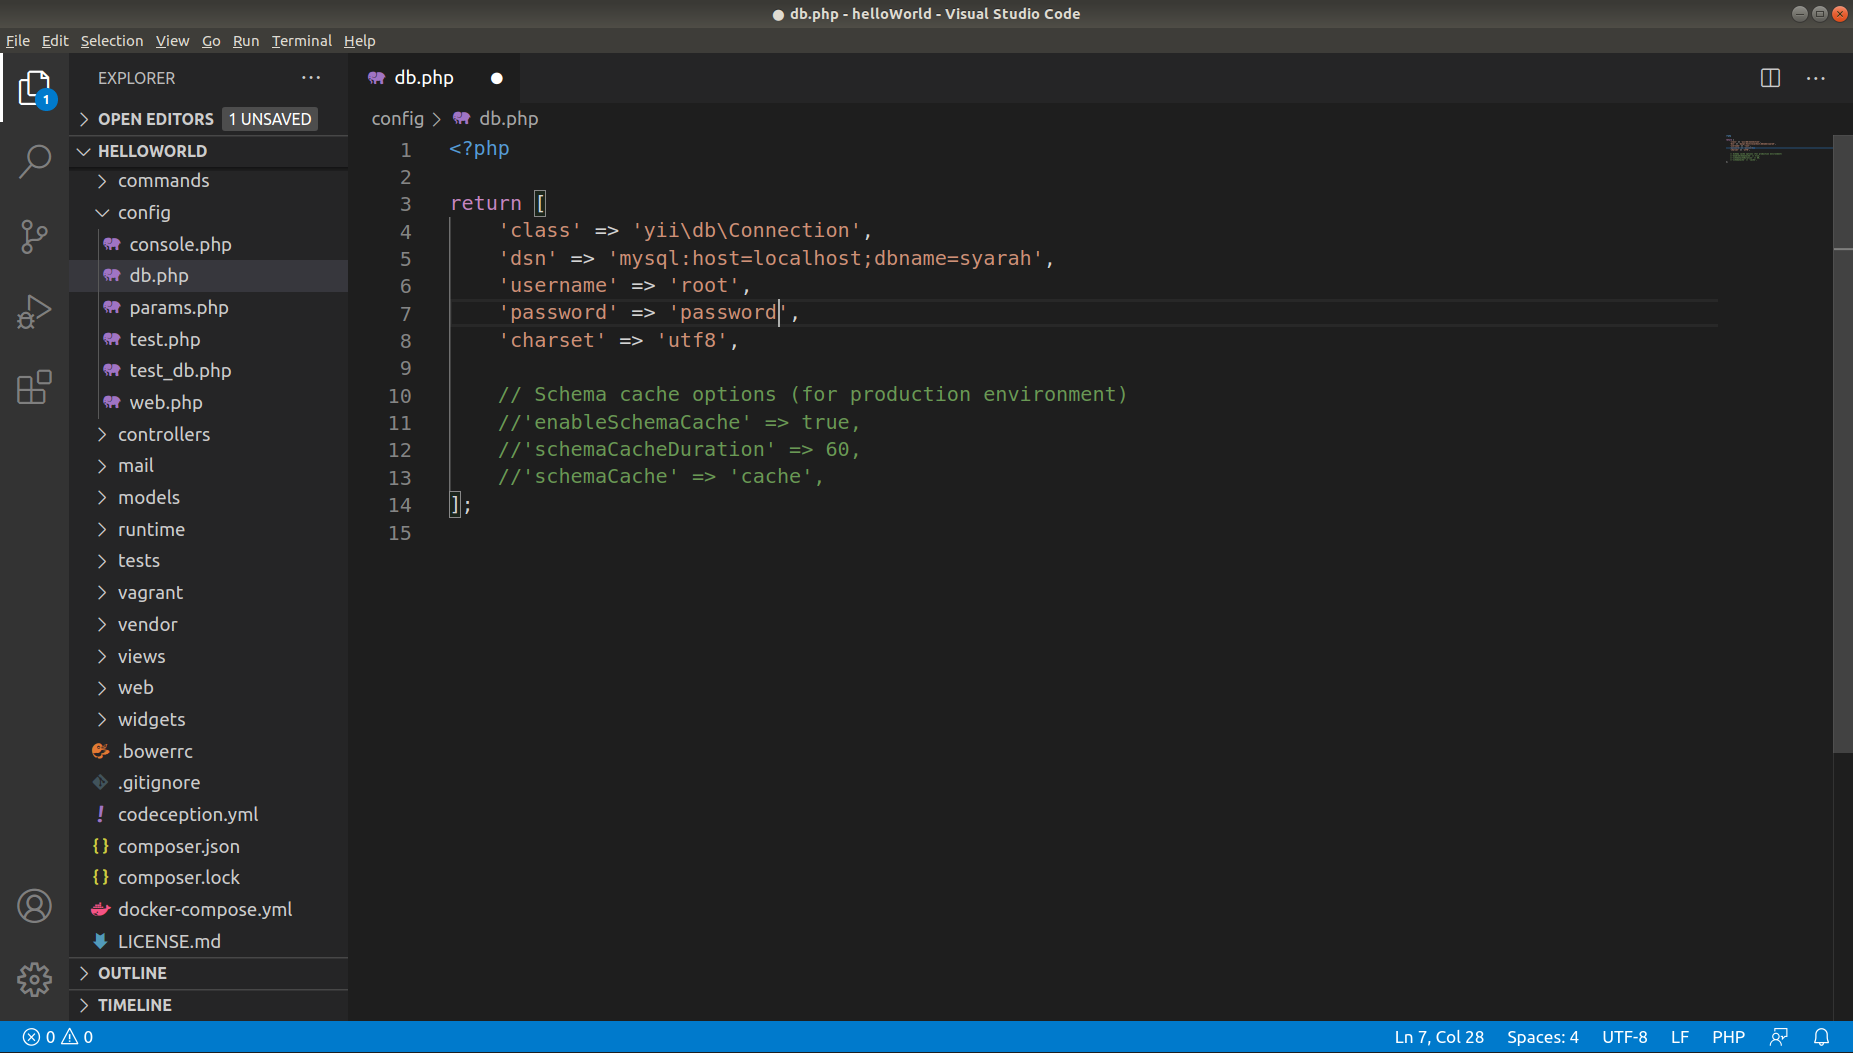 ● db.php - helloWorld - Visual Studio Code
File Edit Selection View Go Run Terminal Help
EXPLORER
1
OPEN EDITORS 1 UNSAVED
HELLOWORLD
commands
config
console.php
db.php
params.php
test.php
test_db.php
web.php
controllers
mail
models
runtime
tests
vagrant
vendor
views
web
widgets
.bowerrc
.gitignore
codeception.yml
composer.json
composer.lock
docker-compose.yml
LICENSE.md
OUTLINE
TIMELINE
db.php
config > db.php
1 <?php
2
3 return [
4     'class' => 'yii\db\Connection',
5     'dsn' => 'mysql:host=localhost;dbname=syarah',
6     'username' => 'root',
7     'password' => 'password',
8     'charset' => 'utf8',
9
10     // Schema cache options (for production environment)
11     //'enableSchemaCache' => true,
12     //'schemaCacheDuration' => 60,
13     //'schemaCache' => 'cache',
14 ];
15
0 0 Ln 7, Col 28 Spaces: 4 UTF-8 LF PHP